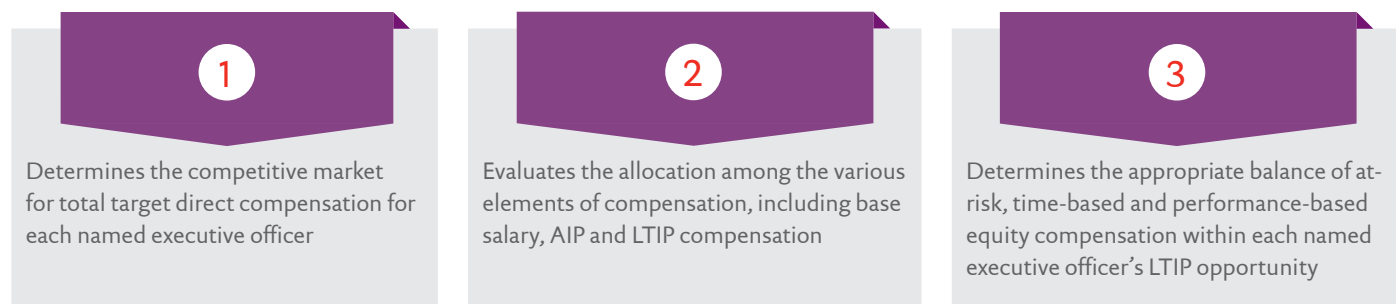 1
Determines the competitive market
for total target direct compensation for
each named executive officer
2
Evaluates the allocation among the various
elements of compensation, including base
salary, AIP and LTIP compensation
3
Determines the appropriate balance of at-
risk, time-based and performance-based
equity compensation within each named
executive officer’s LTIP opportunity